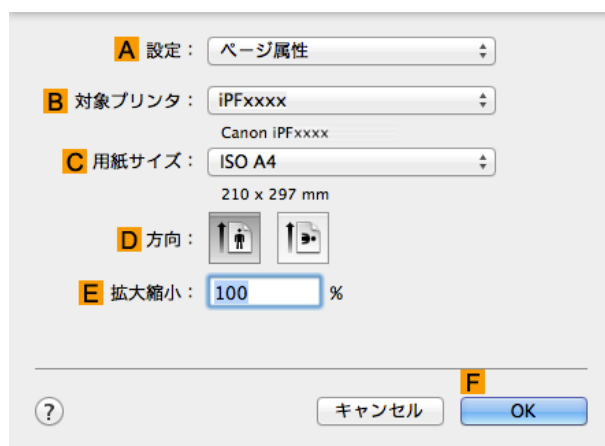 A 設定： ページ属性
B 対象プリンタ： iPFxxxx
Canon iPFxxxx
C 用紙サイズ： ISO A4
210 x 297 mm
D 方向：
E 拡大縮小： 100 %
F
? キャンセル OK